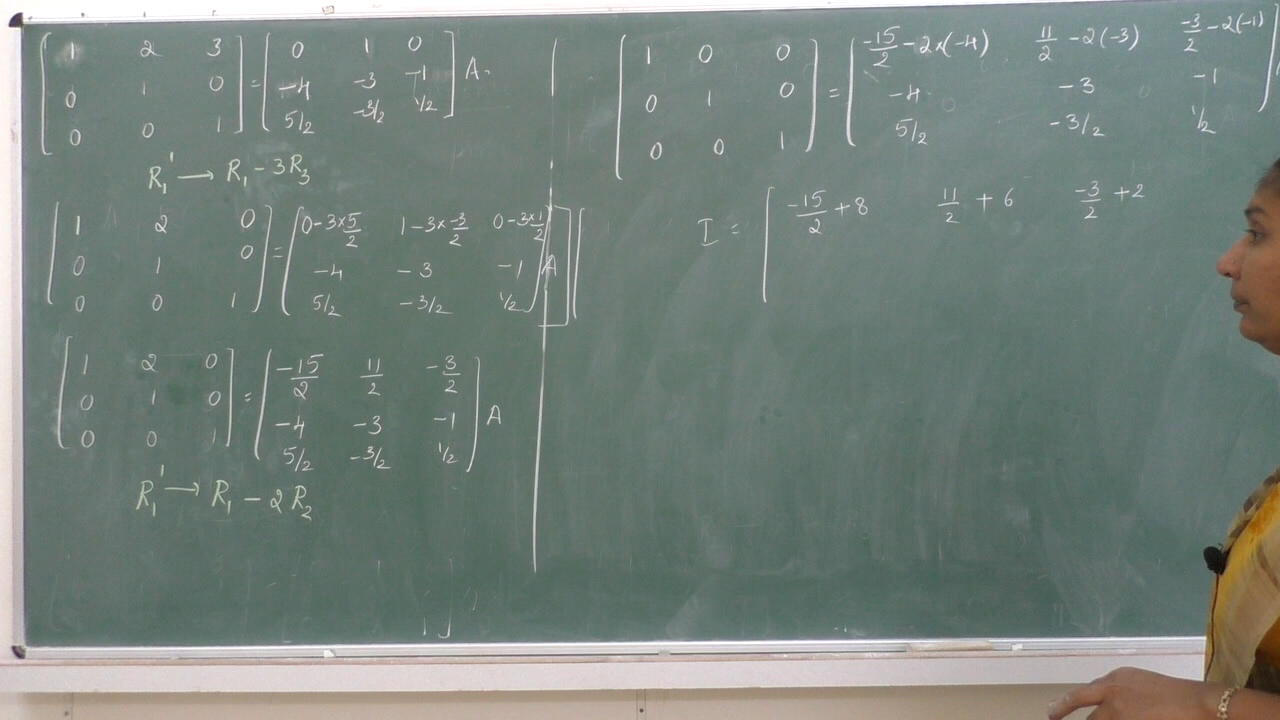 1 2 3 = 0 1 0
0 1 0 -4 -3 -1 A.
0 0 1 5/2 -3/2 1/2
R₁' → R₁ - 3R₃
1 2 0 = 0-3×5/2 1-3×-3/2 0-3×1/2
0 1 0 -4 -3 -1 A
0 0 1 5/2 -3/2 1/2
1 2 0 = -15/2 11/2 -3/2
0 1 0 -4 -3 -1 A
0 0 1 5/2 -3/2 1/2
R₁' → R₁ - 2R₂
1 0 0 = -15/2 - 2×(-4) 11/2 - 2(-3) -3/2 - 2(-1)
0 1 0 -4 -3 -1
0 0 1 5/2 -3/2 1/2
I = -15/2 + 8 11/2 + 6 -3/2 + 2